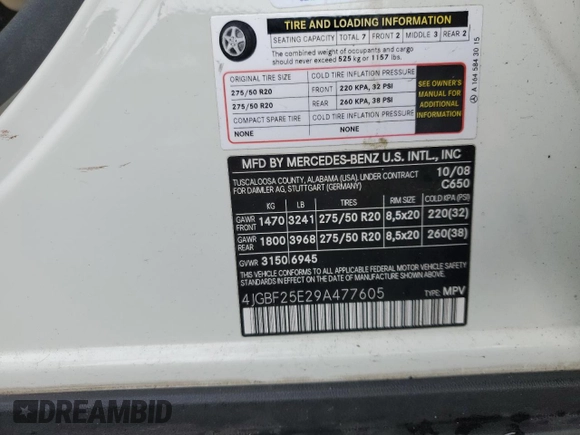 TIRE AND LOADING INFORMATION
SEATING CAPACITY TOTAL 7 FRONT 2 MIDDLE 3 REAR 2
The combined weight of occupants and cargo
should never exceed 525 kg or 1157 lbs.
ORIGINAL TIRE SIZE COLD TIRE INFLATION PRESSURE
275/50 R20 FRONT 220 KPA, 32 PSI
275/50 R20 REAR 260 KPA, 38 PSI
COMPACT SPARE TIRE COLD TIRE INFLATION PRESSURE
NONE NONE
SEE OWNER'S
MANUAL FOR
ADDITIONAL
INFORMATION
A 164 584 30 15
MFD BY MERCEDES-BENZ U.S. INTL., INC
TUSCALOOSA COUNTY, ALABAMA (USA), UNDER CONTRACT 10/08
FOR DAIMLER AG, STUTTGART (GERMANY) C650
KG LB TIRES RIM SIZE COLD KPA (PSI)
GAWR FRONT 1470 3241 275/50 R20 8,5x20 220(32)
GAWR REAR 1800 3968 275/50 R20 8,5x20 260(38)
GVWR 3150 6945
THIS VEHICLE CONFORMS TO ALL APPLICABLE FEDERAL MOTOR VEHICLE SAFETY
STANDARDS IN EFFECT ON THE DATE OF MANUFACTURE SHOWN ABOVE.
4JGBF25E29A477605 TYPE: MPV
DREAMBID